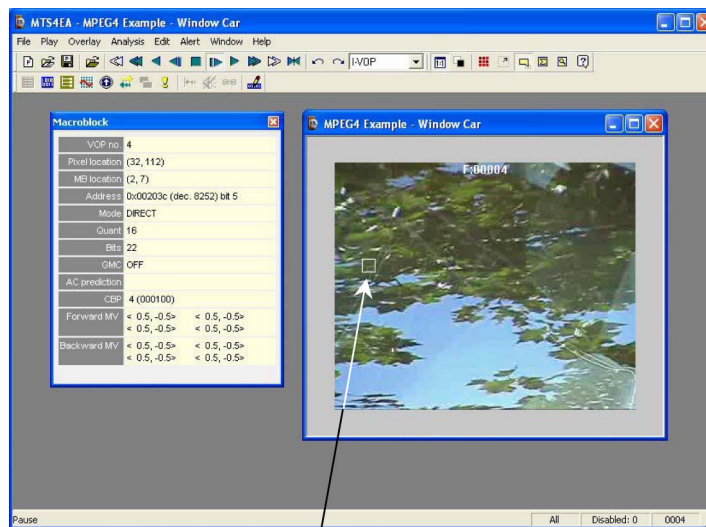 MTS4EA - MPEG4 Example - Window Car
File Play Overlay Analysis Edit Alert Window Help
I-VOP
Macroblock
VOP no. 4
Pixel location (32, 112)
MB location (2, 7)
Address 0x00203c (dec. 8252) bit 5
Mode DIRECT
Quant 16
Bits 22
GMC OFF
AC prediction
CBP 4 (000100)
Forward MV < 0.5, -0.5> < 0.5, -0.5>
< 0.5, -0.5> < 0.5, -0.5>
Backward MV < 0.5, -0.5> < 0.5, -0.5>
< 0.5, -0.5> < 0.5, -0.5>
MPEG4 Example - Window Car
F:00004
Pause All Disabled: 0 0004